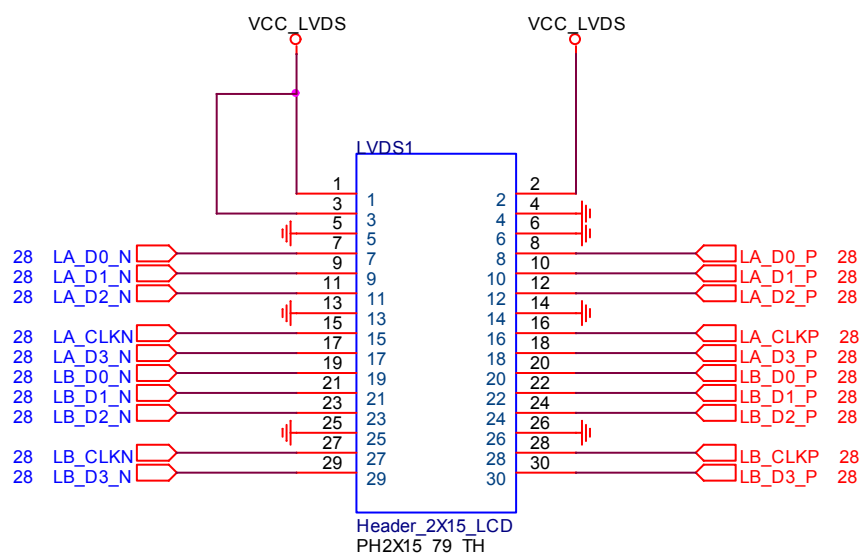 VCC_LVDS VCC_LVDS
LVDS1
1 1 2 2
3 3 4 4
5 5 6 6
28 LA_D0_N 7 7 8 8 LA_D0_P 28
28 LA_D1_N 9 9 10 10 LA_D1_P 28
28 LA_D2_N 11 11 12 12 LA_D2_P 28
13 13 14 14
28 LA_CLKN 15 15 16 16 LA_CLKP 28
28 LA_D3_N 17 17 18 18 LA_D3_P 28
28 LB_D0_N 19 19 20 20 LB_D0_P 28
28 LB_D1_N 21 21 22 22 LB_D1_P 28
28 LB_D2_N 23 23 24 24 LB_D2_P 28
25 25 26 26
28 LB_CLKN 27 27 28 28 LB_CLKP 28
28 LB_D3_N 29 29 30 30 LB_D3_P 28
Header_2X15_LCD
PH2X15_79_TH